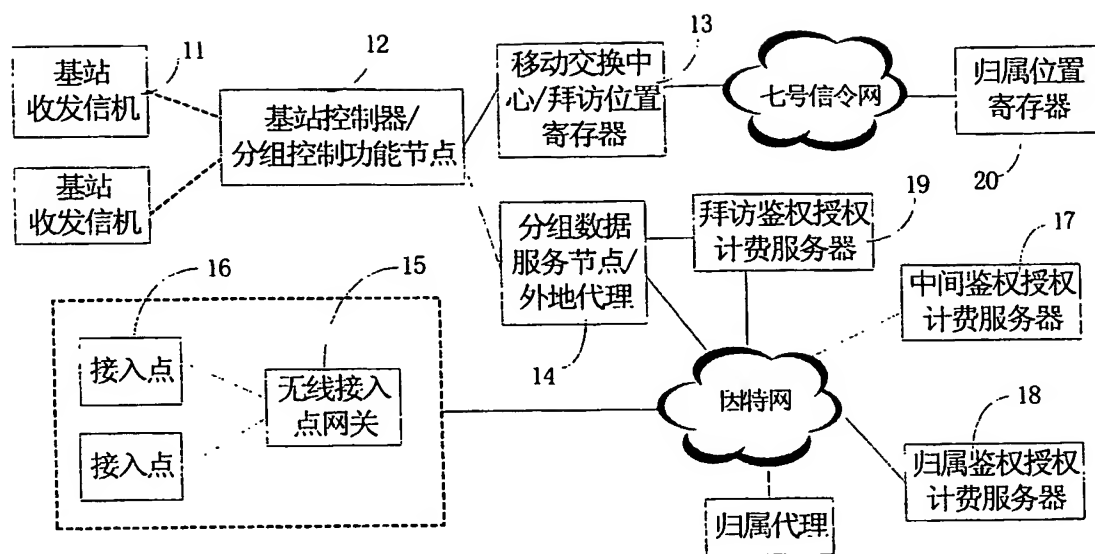 11
基站
收发信机
12
基站控制器/
分组控制功能节点
13
移动交换中
心/拜访位置
寄存器
七号信令网
归属位置
寄存器
20
基站
收发信机
分组数据
服务节点/
外地代理
14
19
拜访鉴权授权
计费服务器
17
中间鉴权授权
计费服务器
16
15
接入点
无线接入
点网关
接入点
因特网
18
归属鉴权授权
计费服务器
归属代理